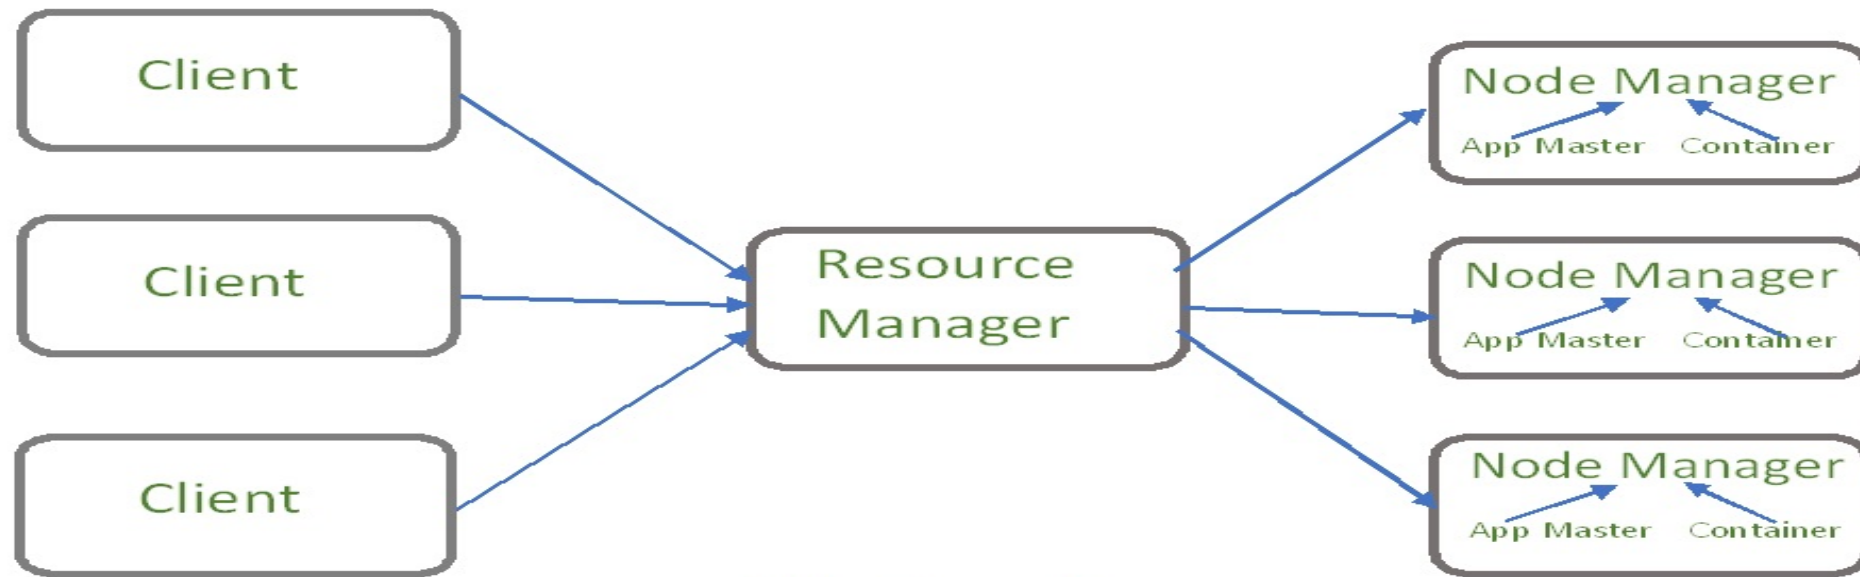 Client
Client
Client
Resource
Manager
Node Manager
App Master Container
Node Manager
App Master Container
Node Manager
App Master Container